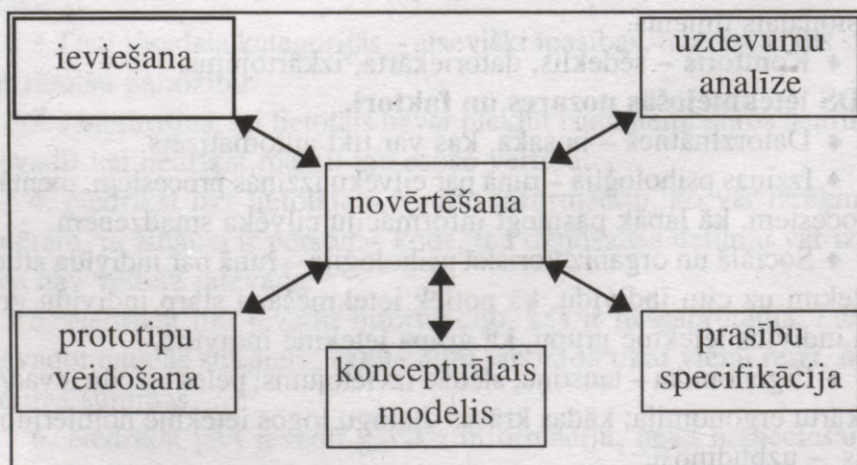 ieviešana
uzdevumu
analīze
novērtēšana
prototipu
veidošana
konceptuālais
modelis
prasību
specifikācija